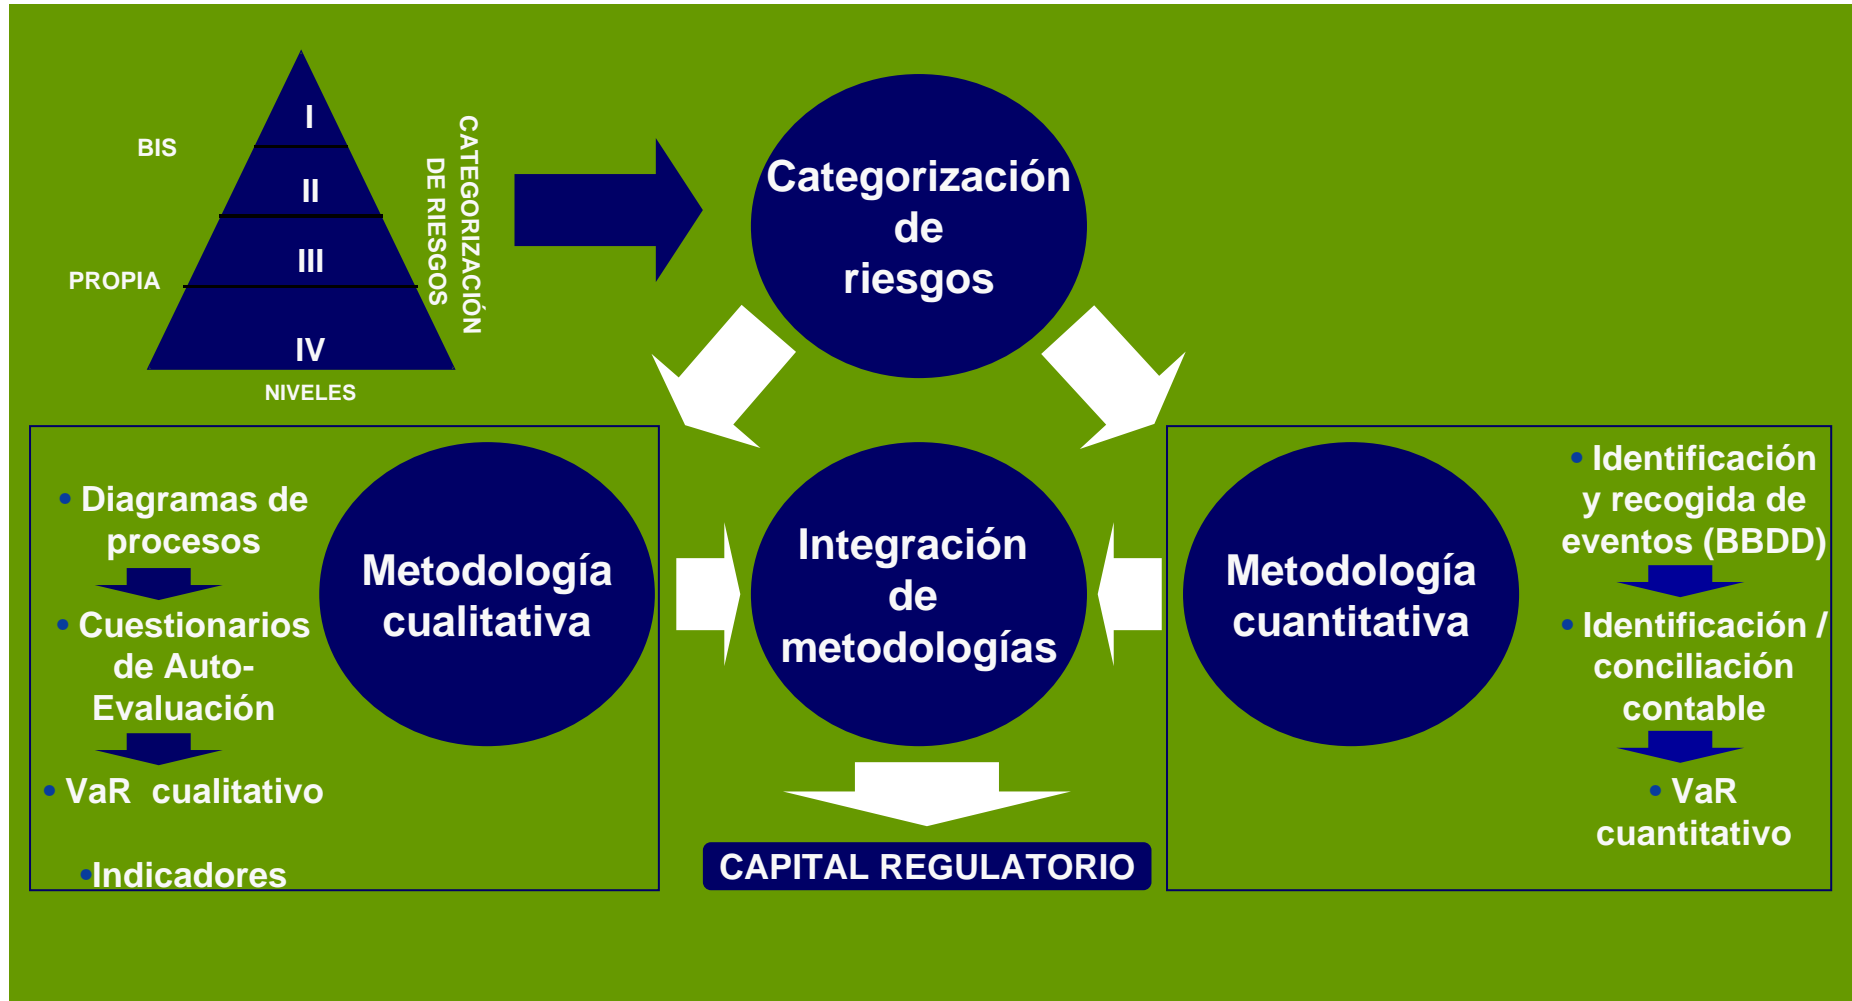 I
BIS
II
III
PROPIA
IV
NIVELES
CATEGORIZACIÓN
DE RIESGOS
Categorización
de
riesgos
• Diagramas de
procesos
• Cuestionarios
de Auto-
Evaluación
• VaR  cualitativo
•Indicadores
Metodología
cualitativa
Integración
de
metodologías
CAPITAL REGULATORIO
Metodología
cuantitativa
• Identificación
y recogida de
eventos (BBDD)
• Identificación /
conciliación
contable
• VaR
cuantitativo